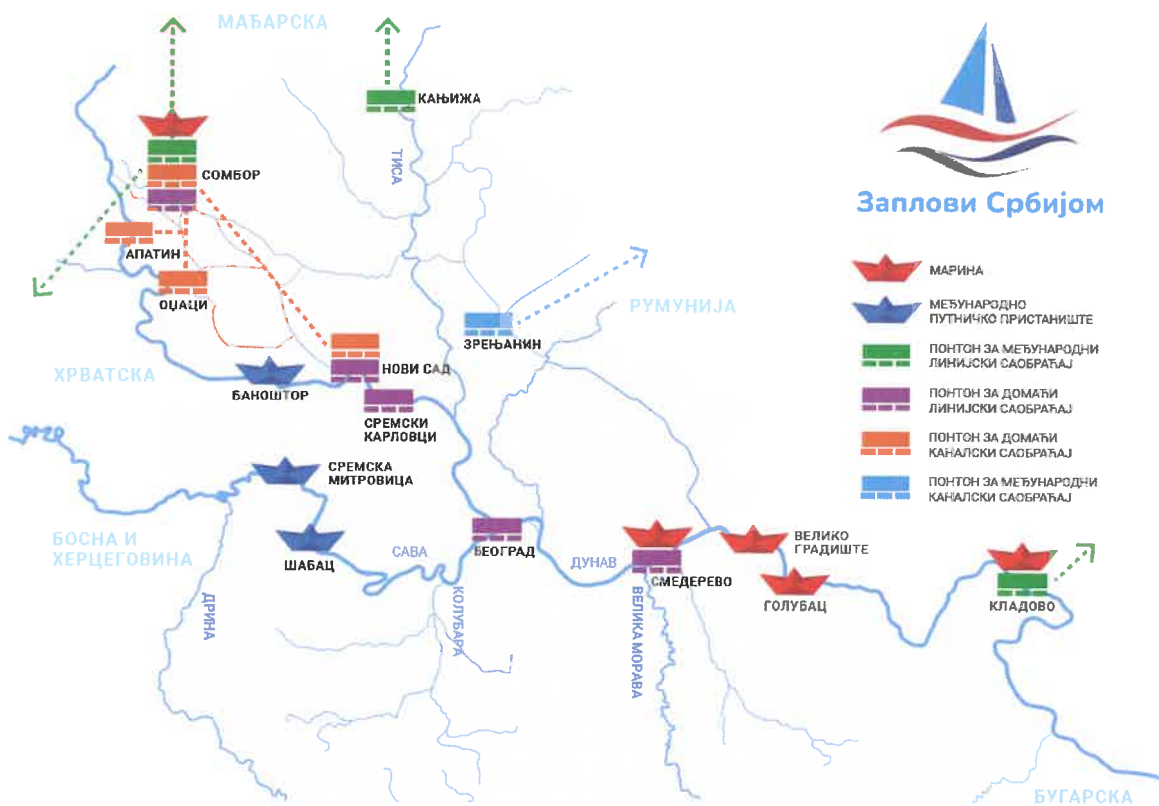 МАЂАРСКА
КАЊИЖА
ТИСА
СОМБОР
Заплови Србијом
АПАТИН
ОЏАЦИ
РУМУНИЈА
ЗРЕЊАНИН
ХРВАТСКА
БАНОШТОР
НОВИ САД
СРЕМСКИ
КАРЛОВЦИ
МАРИНА
МЕЂУНАРОДНО
ПУТНИЧКО ПРИСТАНИШТЕ
ПОНТОН ЗА МЕЂУНАРОДНИ
ЛИНИЈСКИ САОБРАЋАЈ
ПОНТОН ЗА ДОМАЋИ
ЛИНИЈСКИ САОБРАЋАЈ
ПОНТОН ЗА ДОМАЋИ
КАНАЛСКИ САОБРАЋАЈ
ПОНТОН ЗА МЕЂУНАРОДНИ
КАНАЛСКИ САОБРАЋАЈ
СРЕМСКА
МИТРОВИЦА
БОСНА И
ХЕРЦЕГОВИНА
ШАБАЦ
САВА
БЕОГРАД
ДУНАВ
СМЕДЕРЕВО
ВЕЛИКО
ГРАДИШТЕ
ГОЛУБАЦ
КЛАДОВО
ДРИНА
КОЛУБАРА
ВЕЛИКА МОРАВА
БУГАРСКА